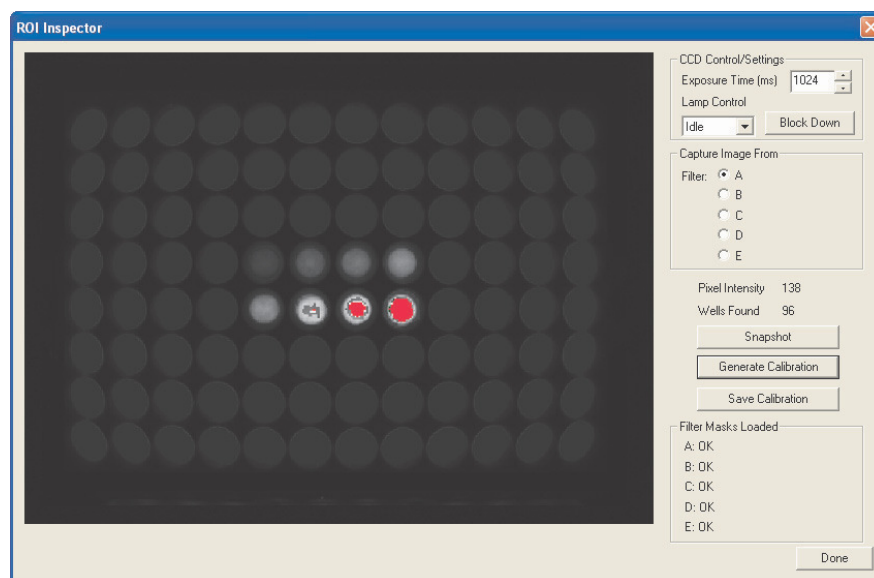 ROI Inspector
CCD Control/Settings
Exposure Time (ms) 1024
Lamp Control
Idle Block Down
Capture Image From
Filter: A
B
C
D
E
Pixel Intensity 138
Wells Found 96
Snapshot
Generate Calibration
Save Calibration
Filter Masks Loaded
A: OK
B: OK
C: OK
D: OK
E: OK
Done